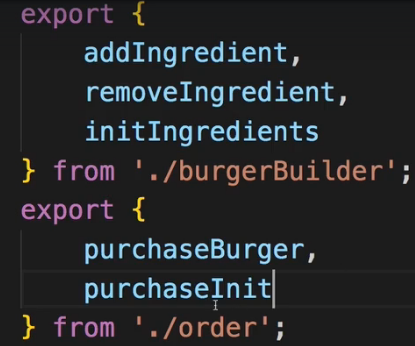 export {
    addIngredient,
    removeIngredient,
    initIngredients
} from './burgerBuilder';
export {
    purchaseBurger,
    purchaseInit
} from './order';